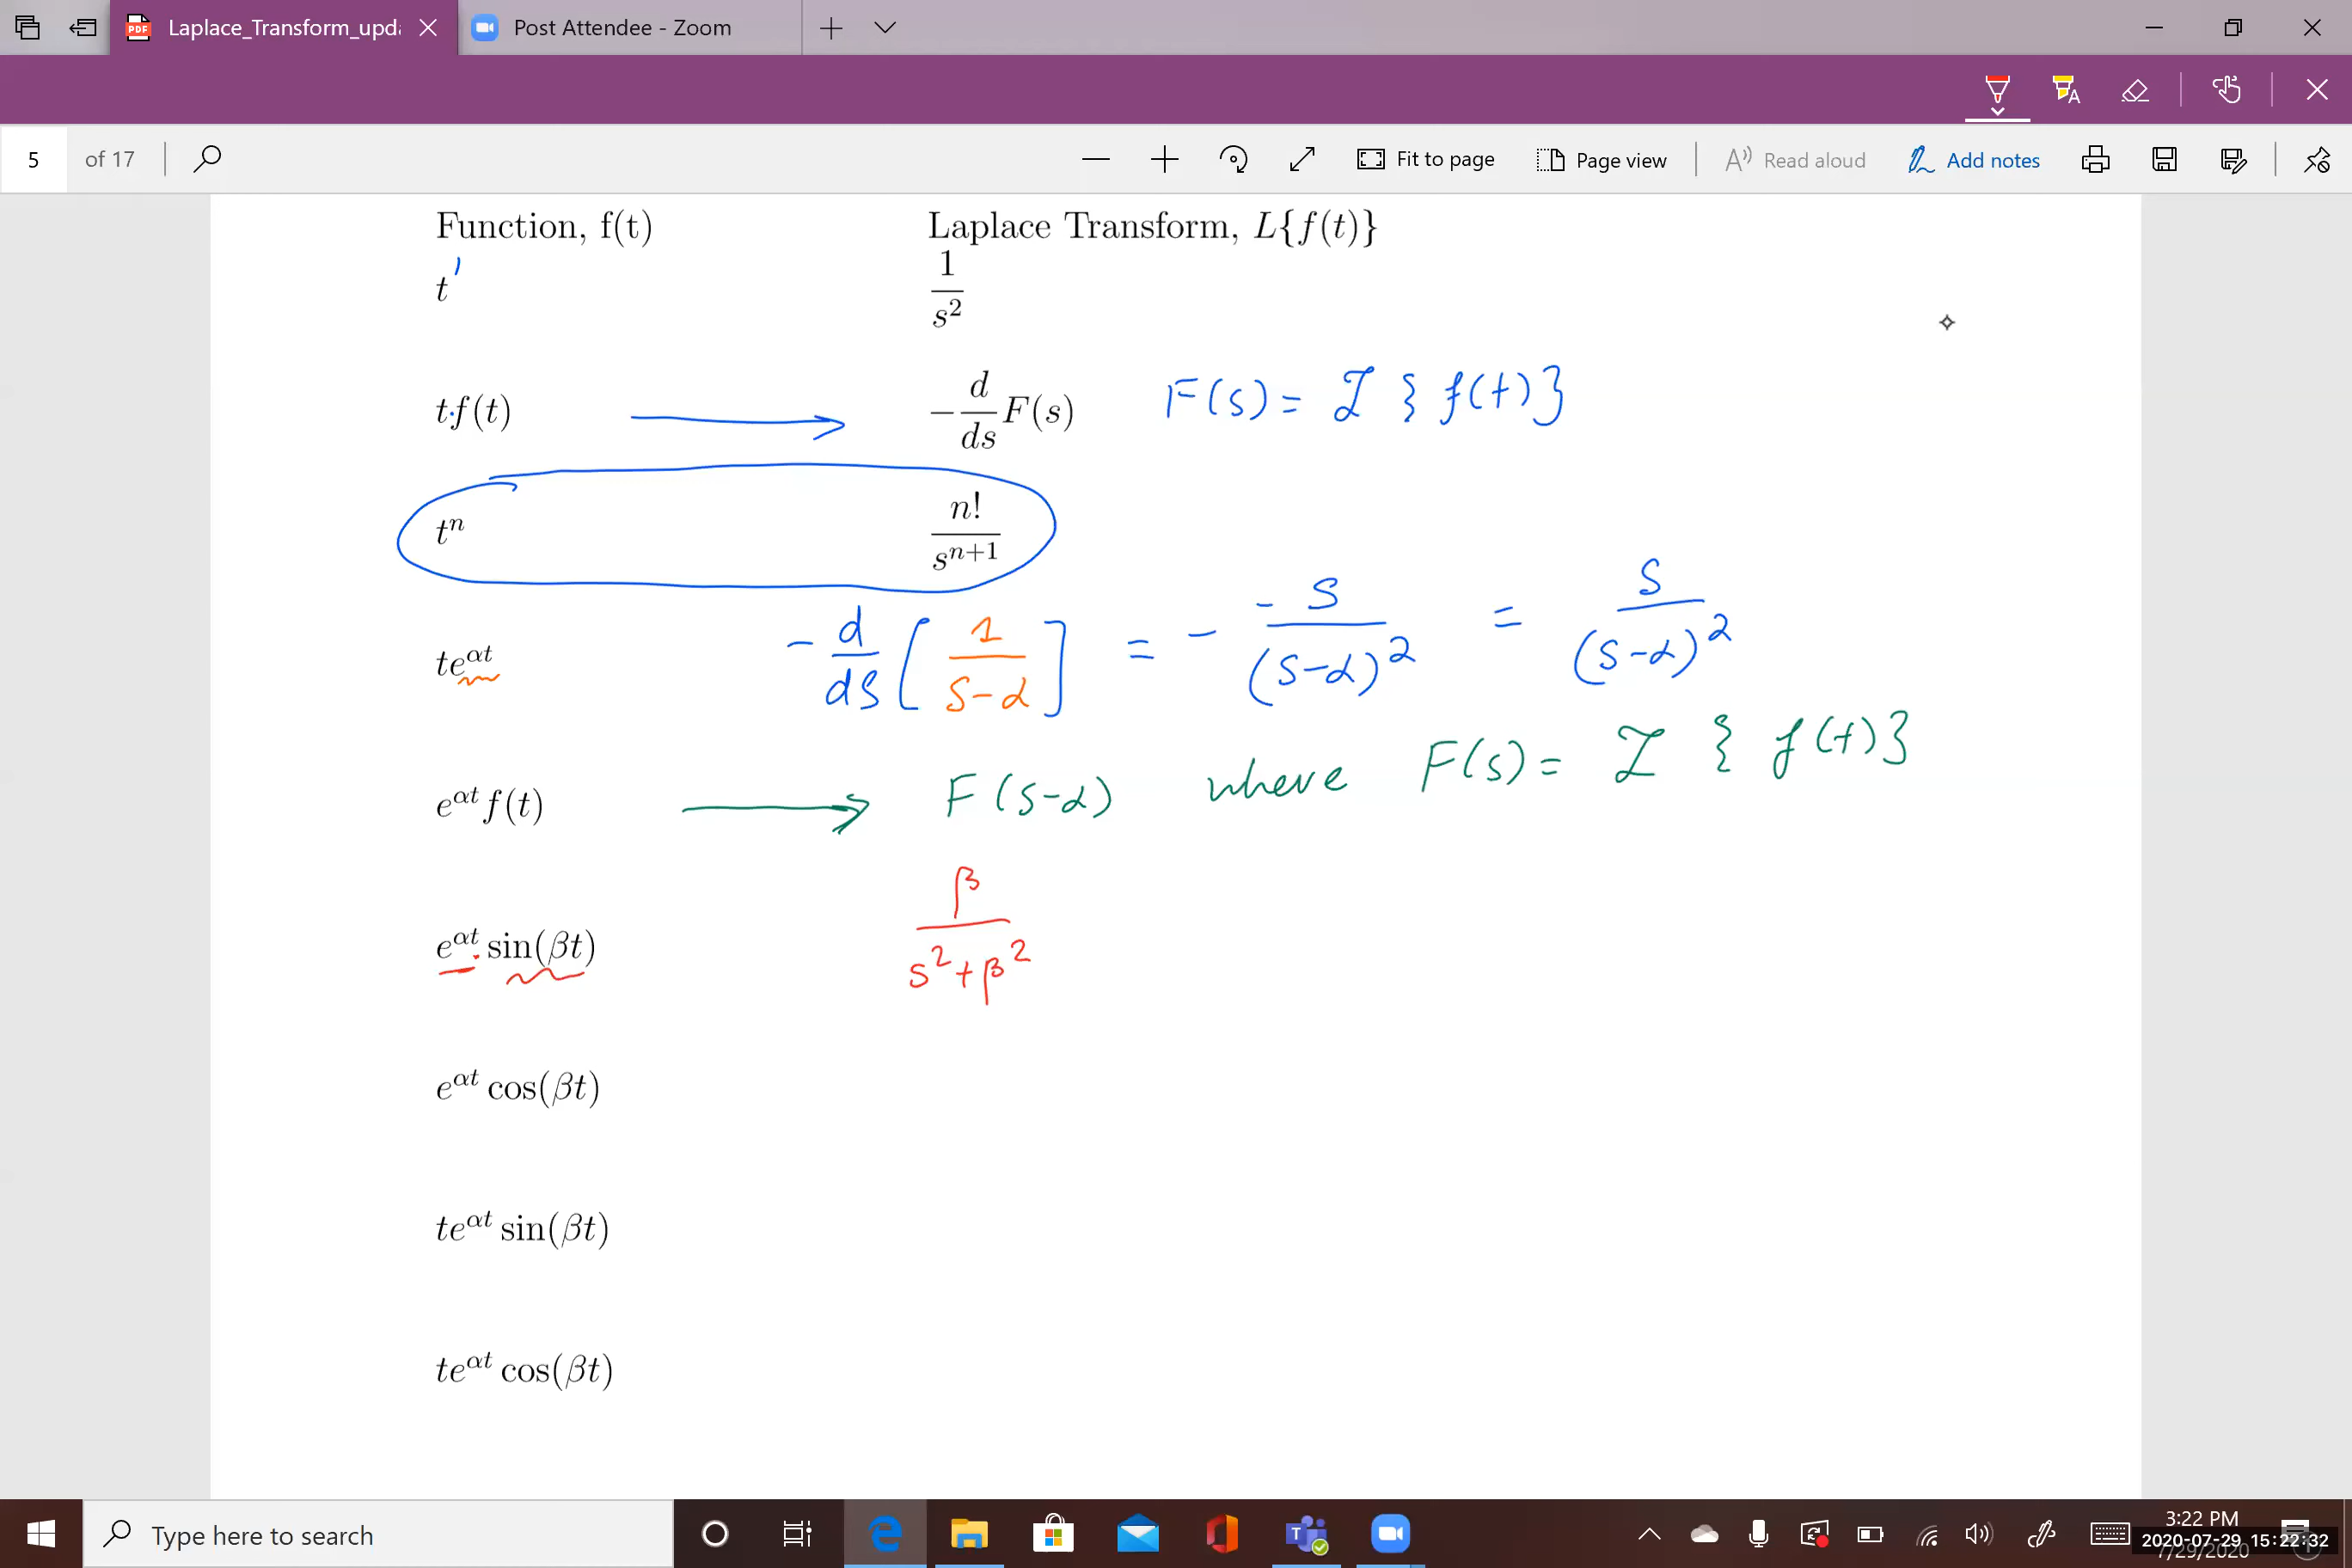 Laplace_Transform_upd
Post Attendee - Zoom
5 of 17
Fit to page
Page view
Read aloud
Add notes
Function, f(t) Laplace Transform, L{f(t)}
t' 1/s²
t·f(t) → −d/ds F(s) F(s) = ℒ { f(t) }
tⁿ n!/sⁿ⁺¹
te^{αt} −d/ds [ 1/(s−α) ] = − −s/(s−α)² = s/(s−α)²
e^{αt} f(t) → F(s−α) where F(s) = ℒ { f(t) }
e^{αt} · sin(βt) β/(s²+β²)
e^{αt} cos(βt)
te^{αt} sin(βt)
te^{αt} cos(βt)
Type here to search
3:22 PM
2020-07-29 15:22:32
7/29/2020